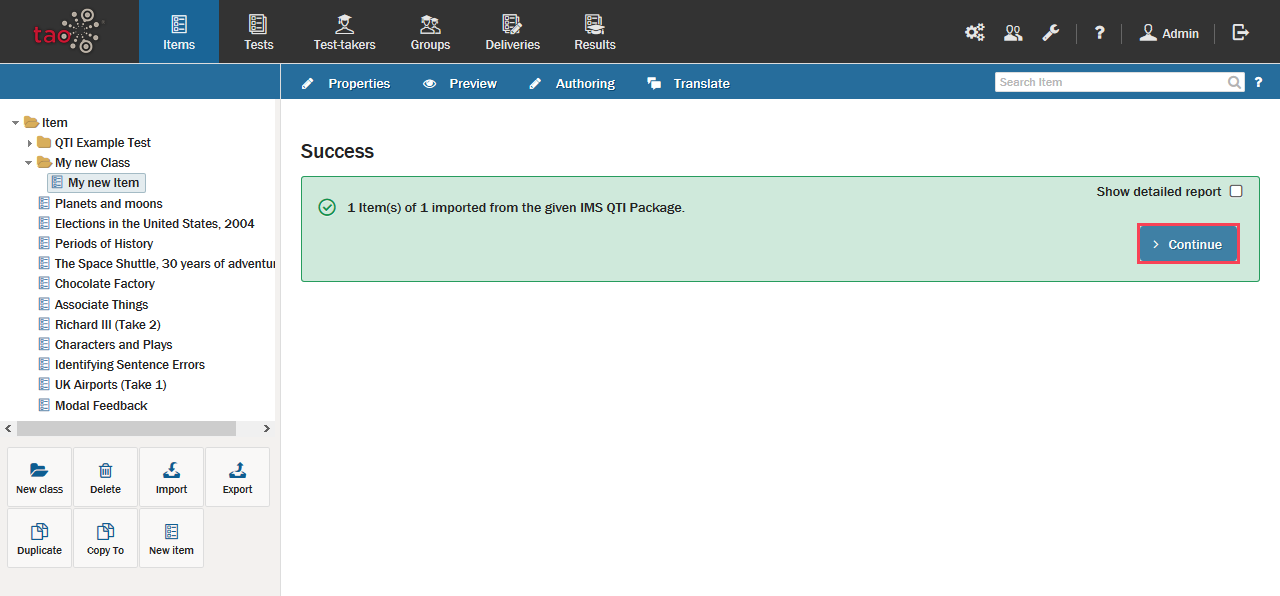 tao
Items
Tests
Test-takers
Groups
Deliveries
Results
?
Admin
Properties
Preview
Authoring
Translate
Search Item
?
Item
QTI Example Test
My new Class
My new Item
Planets and moons
Elections in the United States, 2004
Periods of History
The Space Shuttle, 30 years of adventur
Chocolate Factory
Associate Things
Richard III (Take 2)
Characters and Plays
Identifying Sentence Errors
UK Airports (Take 1)
Modal Feedback
New class
Delete
Import
Export
Duplicate
Copy To
New item
Success
Show detailed report
1 Item(s) of 1 imported from the given IMS QTI Package.
Continue